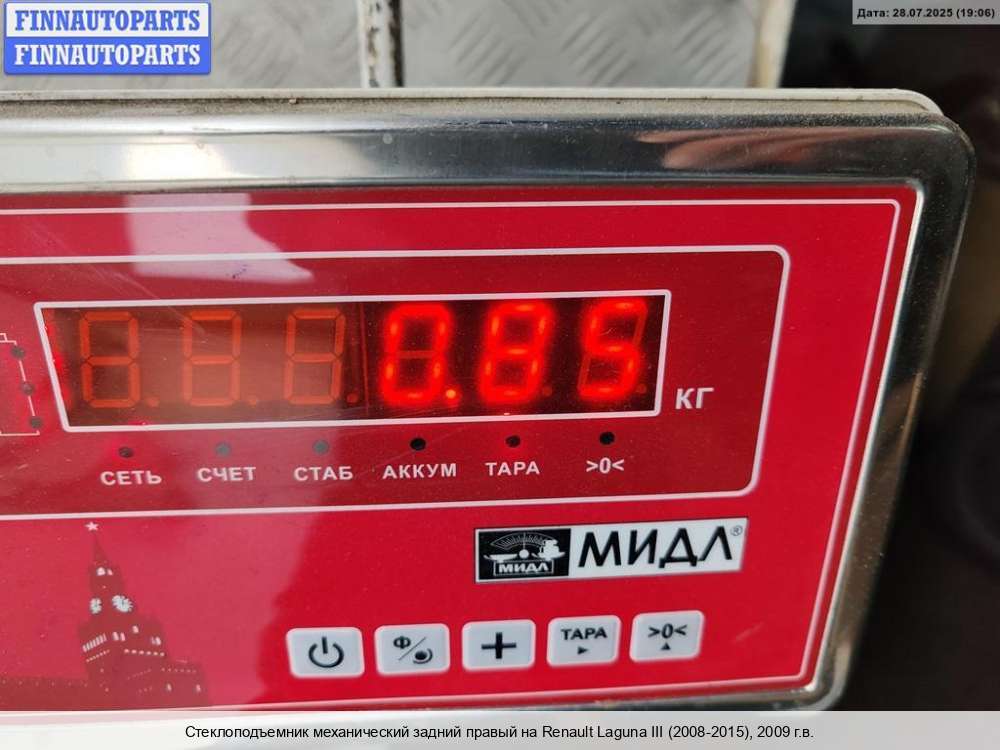 FINNAUTOPARTS
FINNAUTOPARTS
Дата: 28.07.2025 (19:06)
0.85
КГ
СЕТЬ СЧЕТ СТАБ АККУМ ТАРА >0<
МИДЛ МИДЛ®
Ф/ + ТАРА >0<
Стеклоподъемник механический задний правый на Renault Laguna III (2008-2015), 2009 г.в.